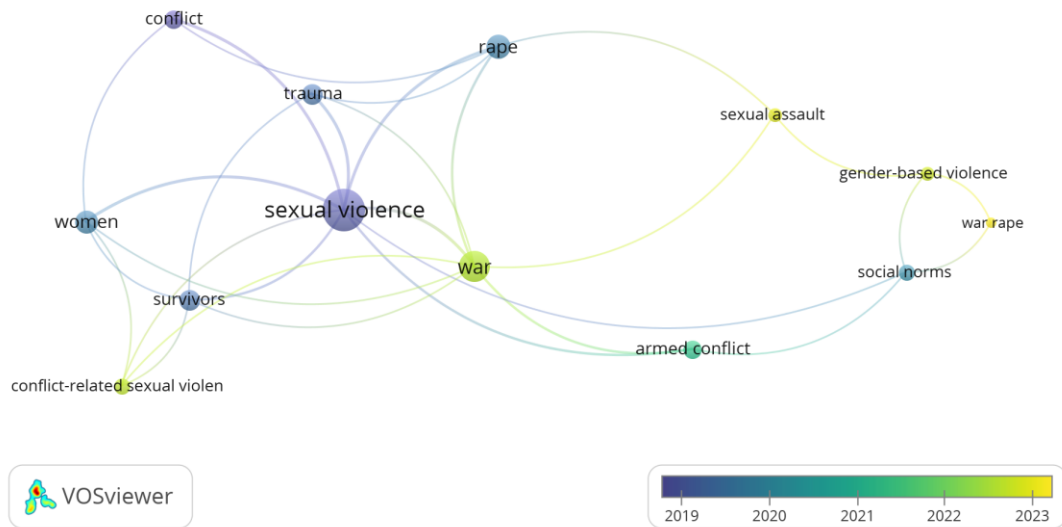 conflict
rape
trauma
sexual assault
gender-based violence
sexual violence
women
war rape
war
social norms
survivors
armed conflict
conflict-related sexual violen
VOSviewer
2019 2020 2021 2022 2023